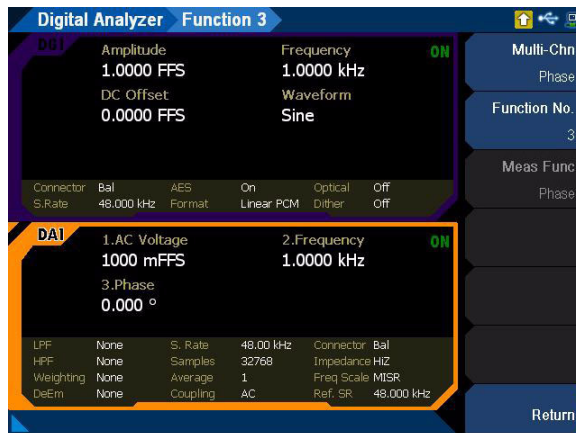 Digital Analyzer Function 3
DGI
Amplitude Frequency ON
1.0000 FFS 1.0000 kHz
DC Offset Waveform
0.0000 FFS Sine
Connector Bal AES On Optical Off
S.Rate 48.000 kHz Format Linear PCM Dither Off
DAI
1.AC Voltage 2.Frequency ON
1000 mFFS 1.0000 kHz
3.Phase
0.000 °
LPF None S. Rate 48.00 kHz Connector Bal
HPF None Samples 32768 Impedance HiZ
Weighting None Average 1 Freq Scale MISR
DeEm None Coupling AC Ref. SR 48.000 kHz
Multi-Chn
Phase
Function No.
3
Meas Func
Phase
Return